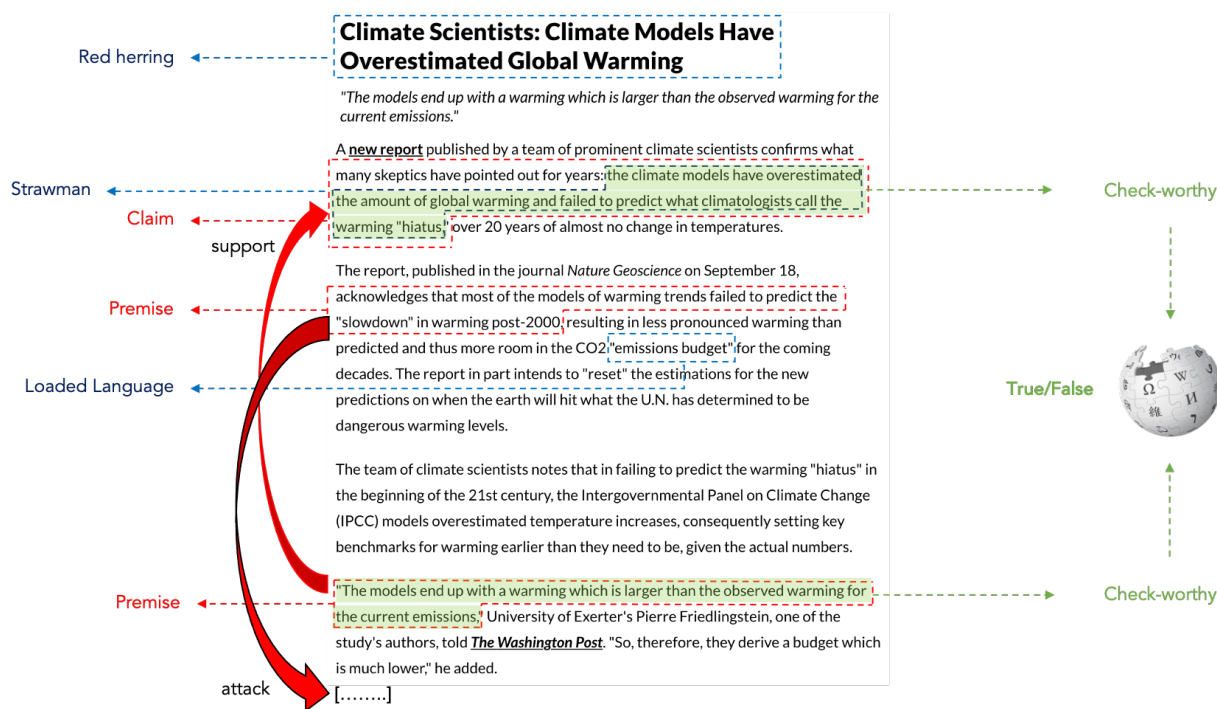 Climate Scientists: Climate Models Have
Overestimated Global Warming
Red herring
"The models end up with a warming which is larger than the observed warming for the
current emissions."
A new report published by a team of prominent climate scientists confirms what
many skeptics have pointed out for years: the climate models have overestimated
the amount of global warming and failed to predict what climatologists call the
warming "hiatus," over 20 years of almost no change in temperatures.
Strawman
Claim
support
Check-worthy
The report, published in the journal Nature Geoscience on September 18,
acknowledges that most of the models of warming trends failed to predict the
"slowdown" in warming post-2000, resulting in less pronounced warming than
predicted and thus more room in the CO2 "emissions budget" for the coming
decades. The report in part intends to "reset" the estimations for the new
predictions on when the earth will hit what the U.N. has determined to be
dangerous warming levels.
Premise
Loaded Language
True/False
Ω
W
И
維
The team of climate scientists notes that in failing to predict the warming "hiatus" in
the beginning of the 21st century, the Intergovernmental Panel on Climate Change
(IPCC) models overestimated temperature increases, consequently setting key
benchmarks for warming earlier than they need to be, given the actual numbers.
"The models end up with a warming which is larger than the observed warming for
the current emissions," University of Exerter's Pierre Friedlingstein, one of the
study's authors, told The Washington Post. "So, therefore, they derive a budget which
is much lower," he added.
Premise
Check-worthy
attack
[........]